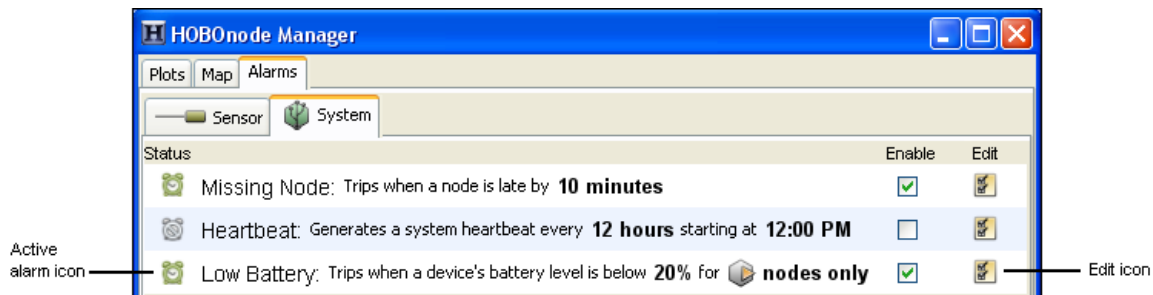 HOBOnode Manager
Plots Map Alarms
Sensor System
Status Enable Edit
Missing Node: Trips when a node is late by 10 minutes
Heartbeat: Generates a system heartbeat every 12 hours starting at 12:00 PM
Active
alarm icon
Low Battery: Trips when a device's battery level is below 20% for nodes only
Edit icon